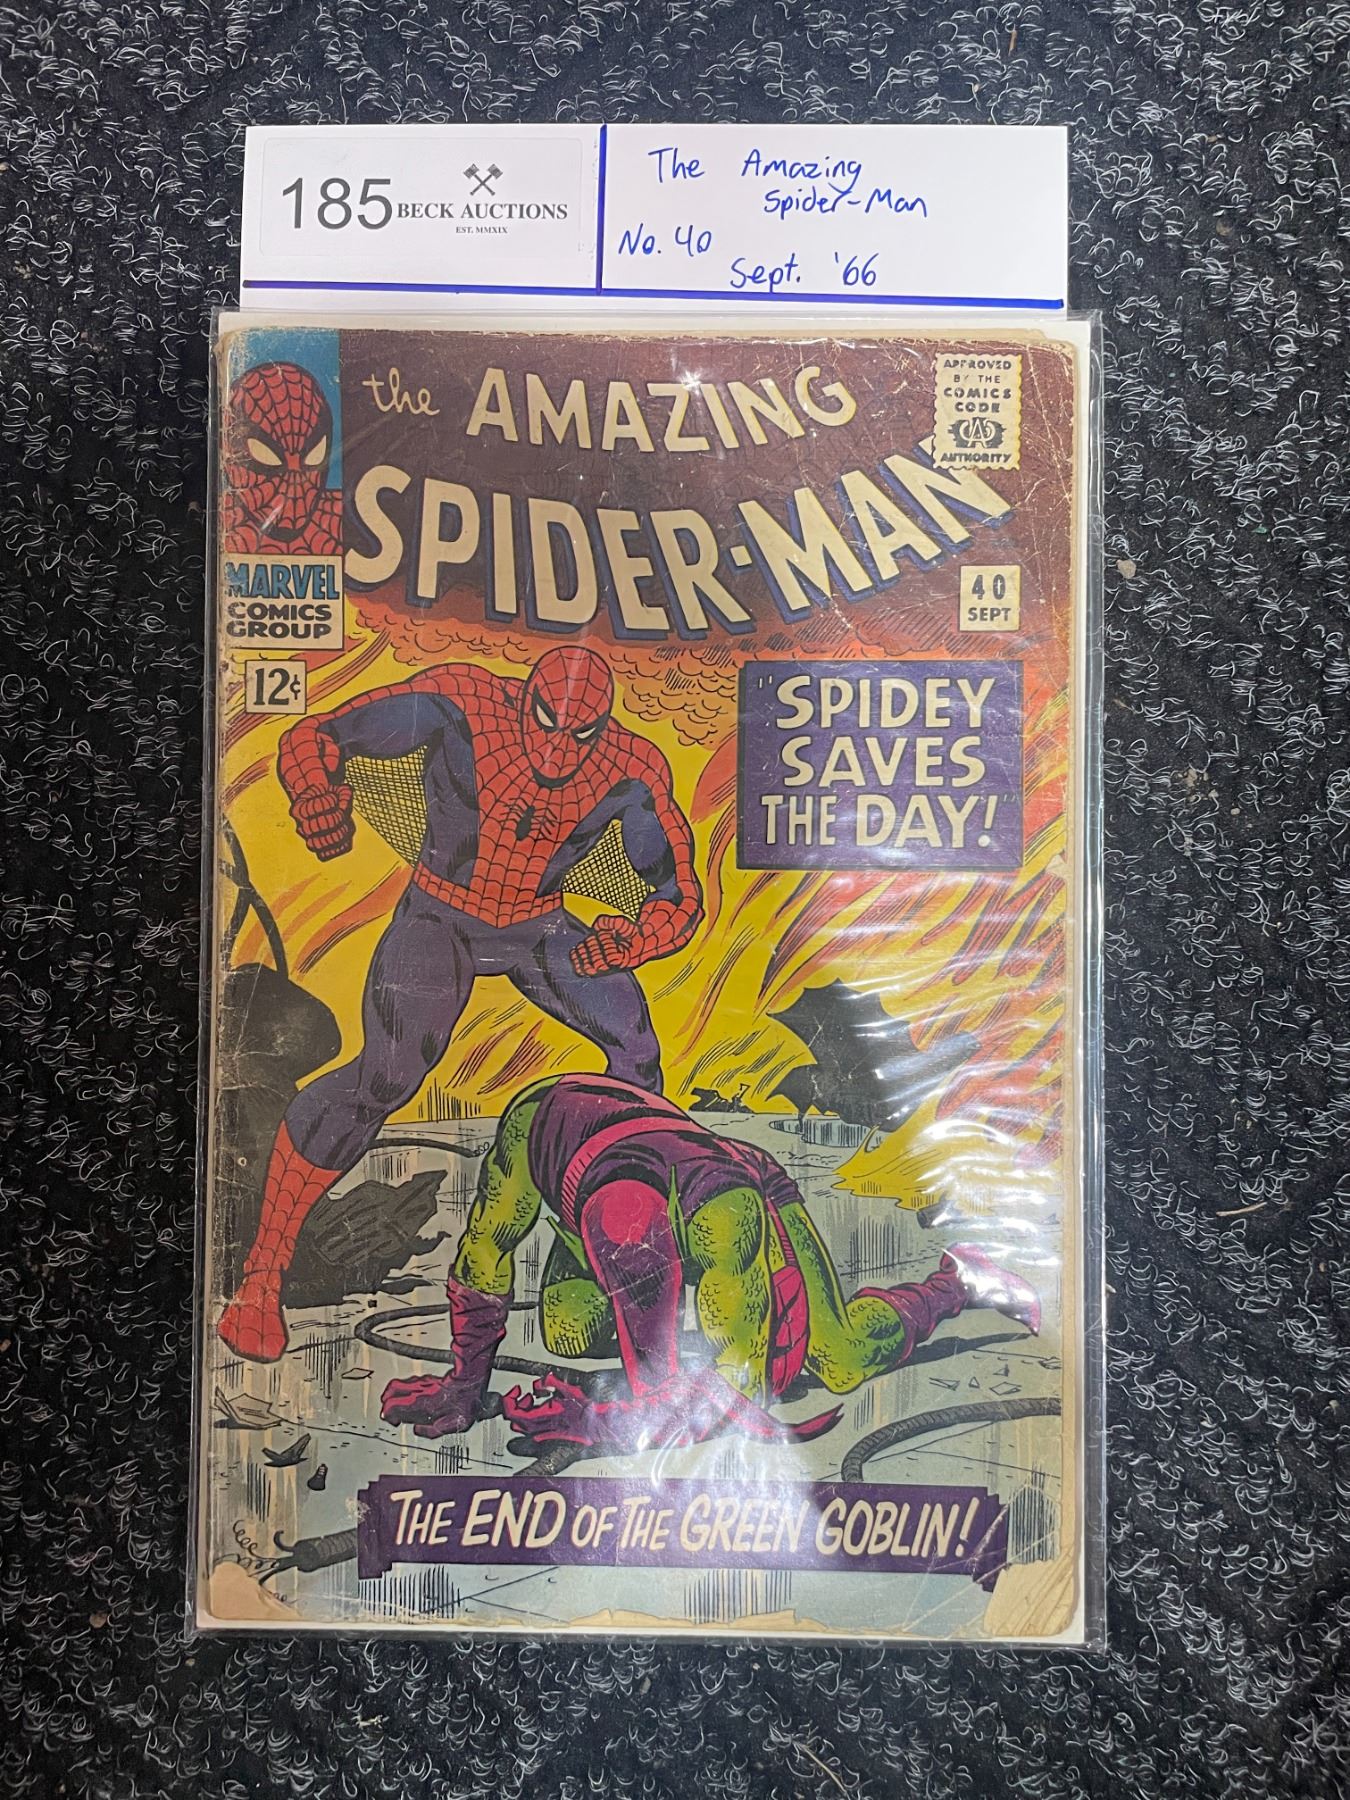 185
BECK AUCTIONS
EST. MMXIX
The Amazing
Spider-Man
No. 40
Sept. '66
the AMAZING
SPIDER-MAN
APPROVED
BY THE
COMICS
CODE
A
AUTHORITY
MARVEL
COMICS
GROUP
40
SEPT
12¢
"SPIDEY
SAVES
THE DAY!"
THE END OF THE GREEN GOBLIN!